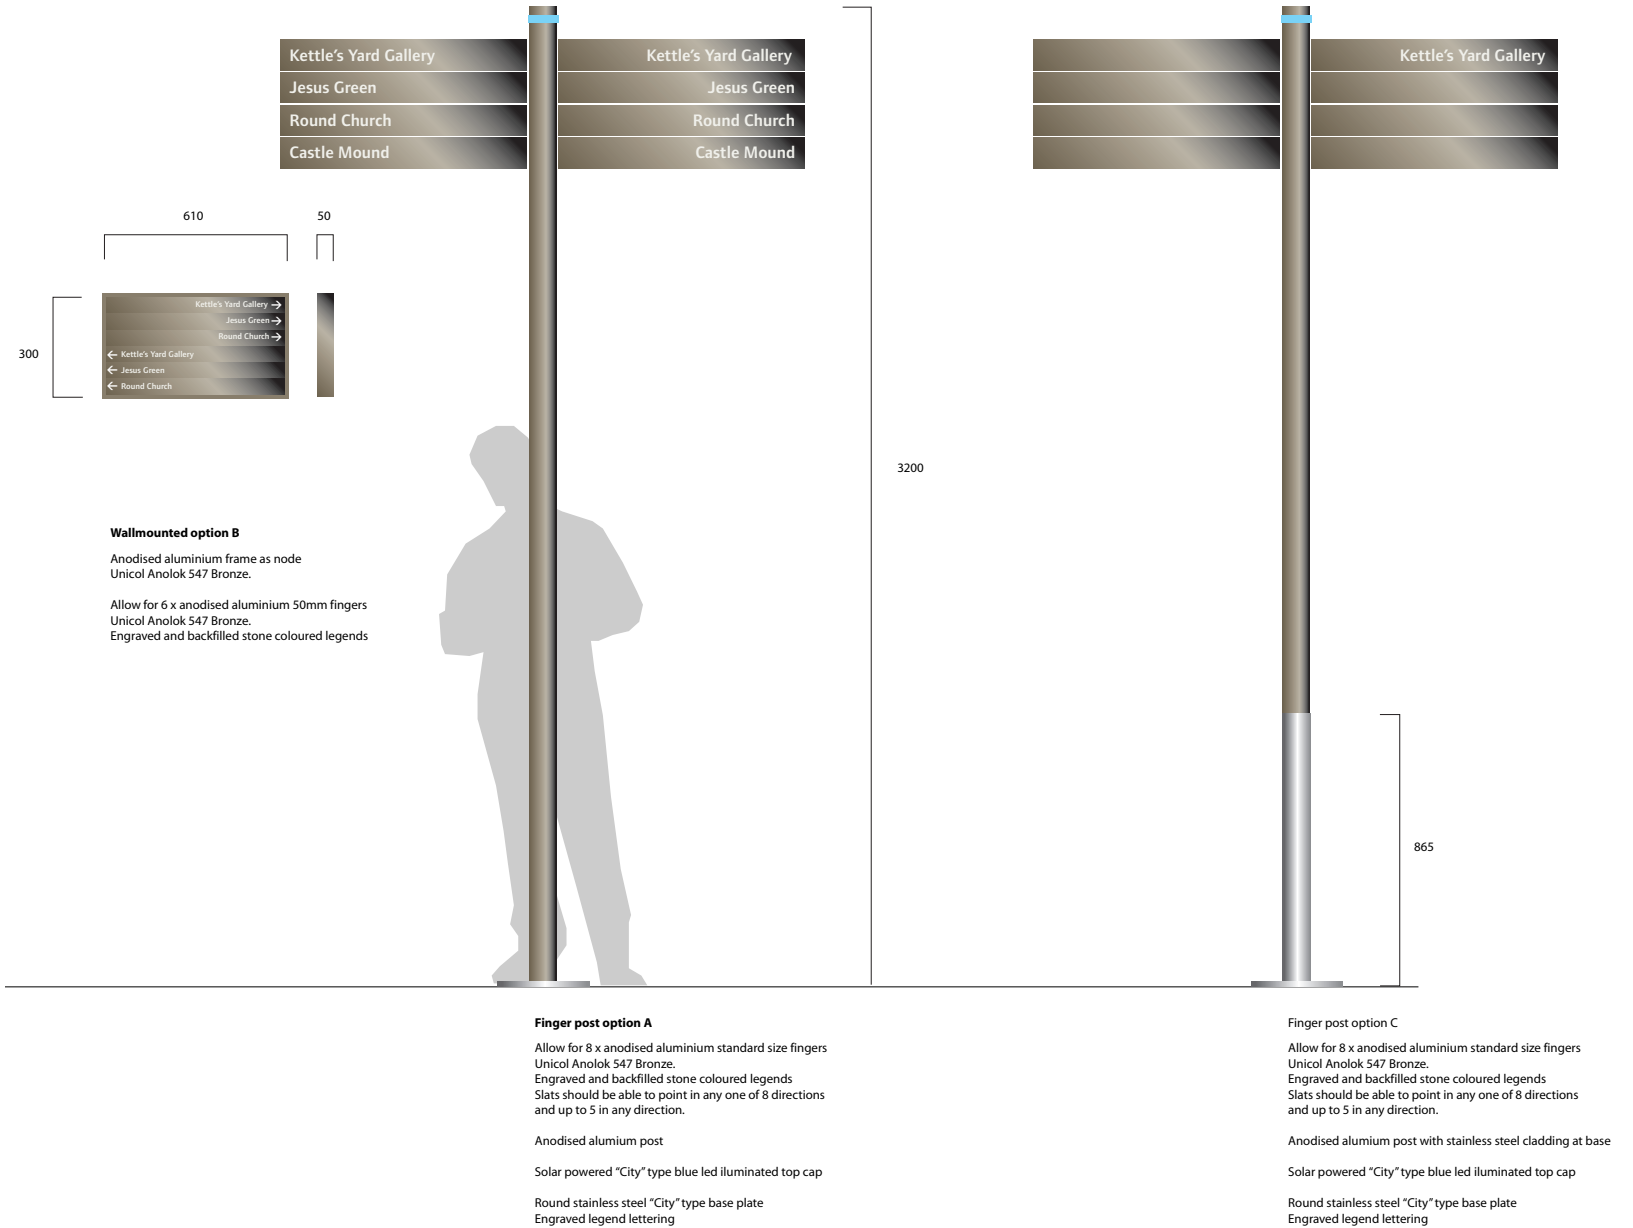 Kettle's Yard Gallery
Jesus Green
Round Church
Castle Mound
Kettle's Yard Gallery
Jesus Green
Round Church
Castle Mound
Kettle's Yard Gallery
610
50
300
Kettle's Yard Gallery →
Jesus Green →
Round Church →
← Kettle's Yard Gallery
← Jesus Green
← Round Church
3200
865
Wallmounted option B
Anodised aluminium frame as node
Unicol Anolok 547 Bronze.
Allow for 6 x anodised aluminium 50mm fingers
Unicol Anolok 547 Bronze.
Engraved and backfilled stone coloured legends
Finger post option A
Allow for 8 x anodised aluminium standard size fingers
Unicol Anolok 547 Bronze.
Engraved and backfilled stone coloured legends
Slats should be able to point in any one of 8 directions
and up to 5 in any direction.
Anodised alumium post
Solar powered “City” type blue led iluminated top cap
Round stainless steel “City” type base plate
Engraved legend lettering
Finger post option C
Allow for 8 x anodised aluminium standard size fingers
Unicol Anolok 547 Bronze.
Engraved and backfilled stone coloured legends
Slats should be able to point in any one of 8 directions
and up to 5 in any direction.
Anodised alumium post with stainless steel cladding at base
Solar powered “City” type blue led iluminated top cap
Round stainless steel “City” type base plate
Engraved legend lettering